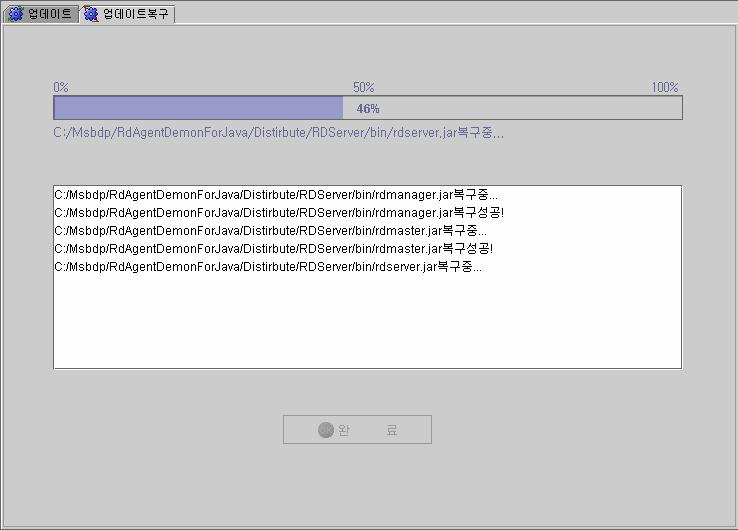 업데이트 업데이트복구
0% 50% 100%
46%
C:/Msbdp/RdAgentDemonForJava/Distirbute/RDServer/bin/rdserver.jar복구중...
C:/Msbdp/RdAgentDemonForJava/Distirbute/RDServer/bin/rdmanager.jar복구중...
C:/Msbdp/RdAgentDemonForJava/Distirbute/RDServer/bin/rdmanager.jar복구성공!
C:/Msbdp/RdAgentDemonForJava/Distirbute/RDServer/bin/rdmaster.jar복구중...
C:/Msbdp/RdAgentDemonForJava/Distirbute/RDServer/bin/rdmaster.jar복구성공!
C:/Msbdp/RdAgentDemonForJava/Distirbute/RDServer/bin/rdserver.jar복구중...
완 료